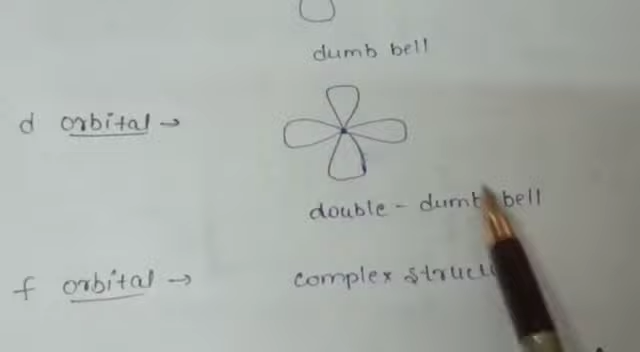 dumb bell
d orbital →
double - dumb bell
f orbital → complex